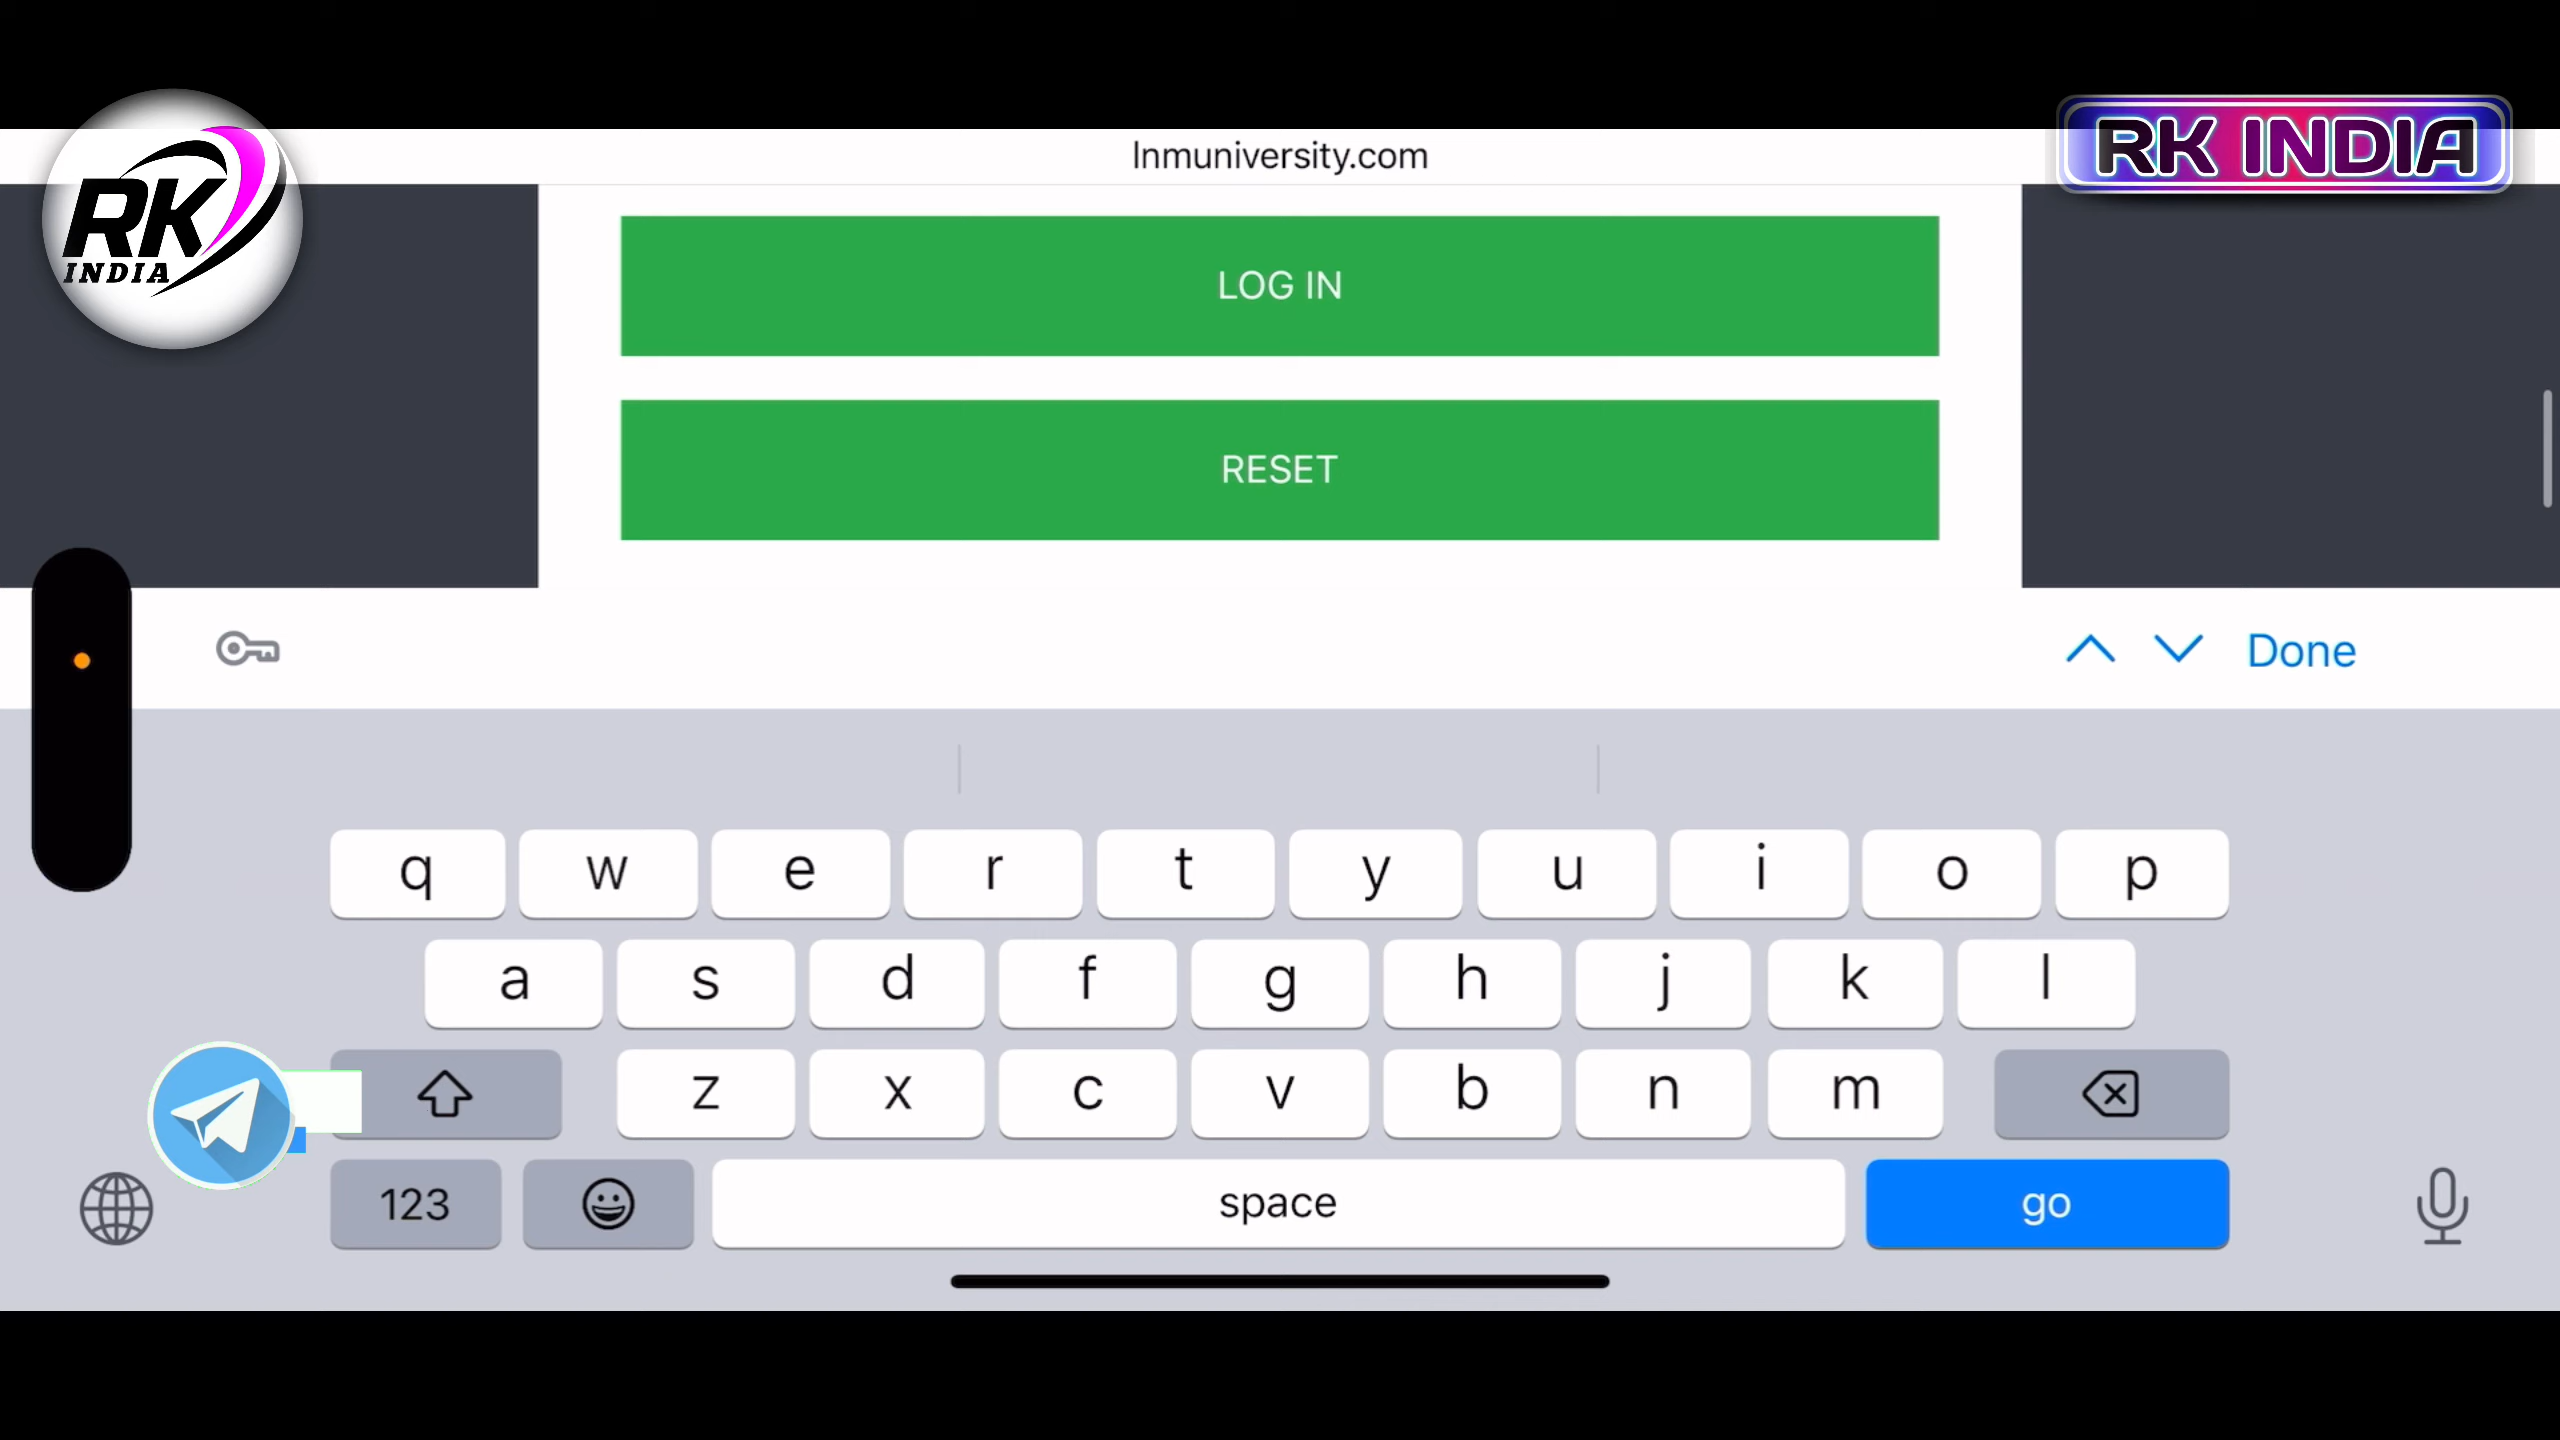 lnmuniversity.com
RK INDIA
RK
INDIA
LOG IN
RESET
Done
q w e r t y u i o p
a s d f g h j k l
z x c v b n m
123 space go